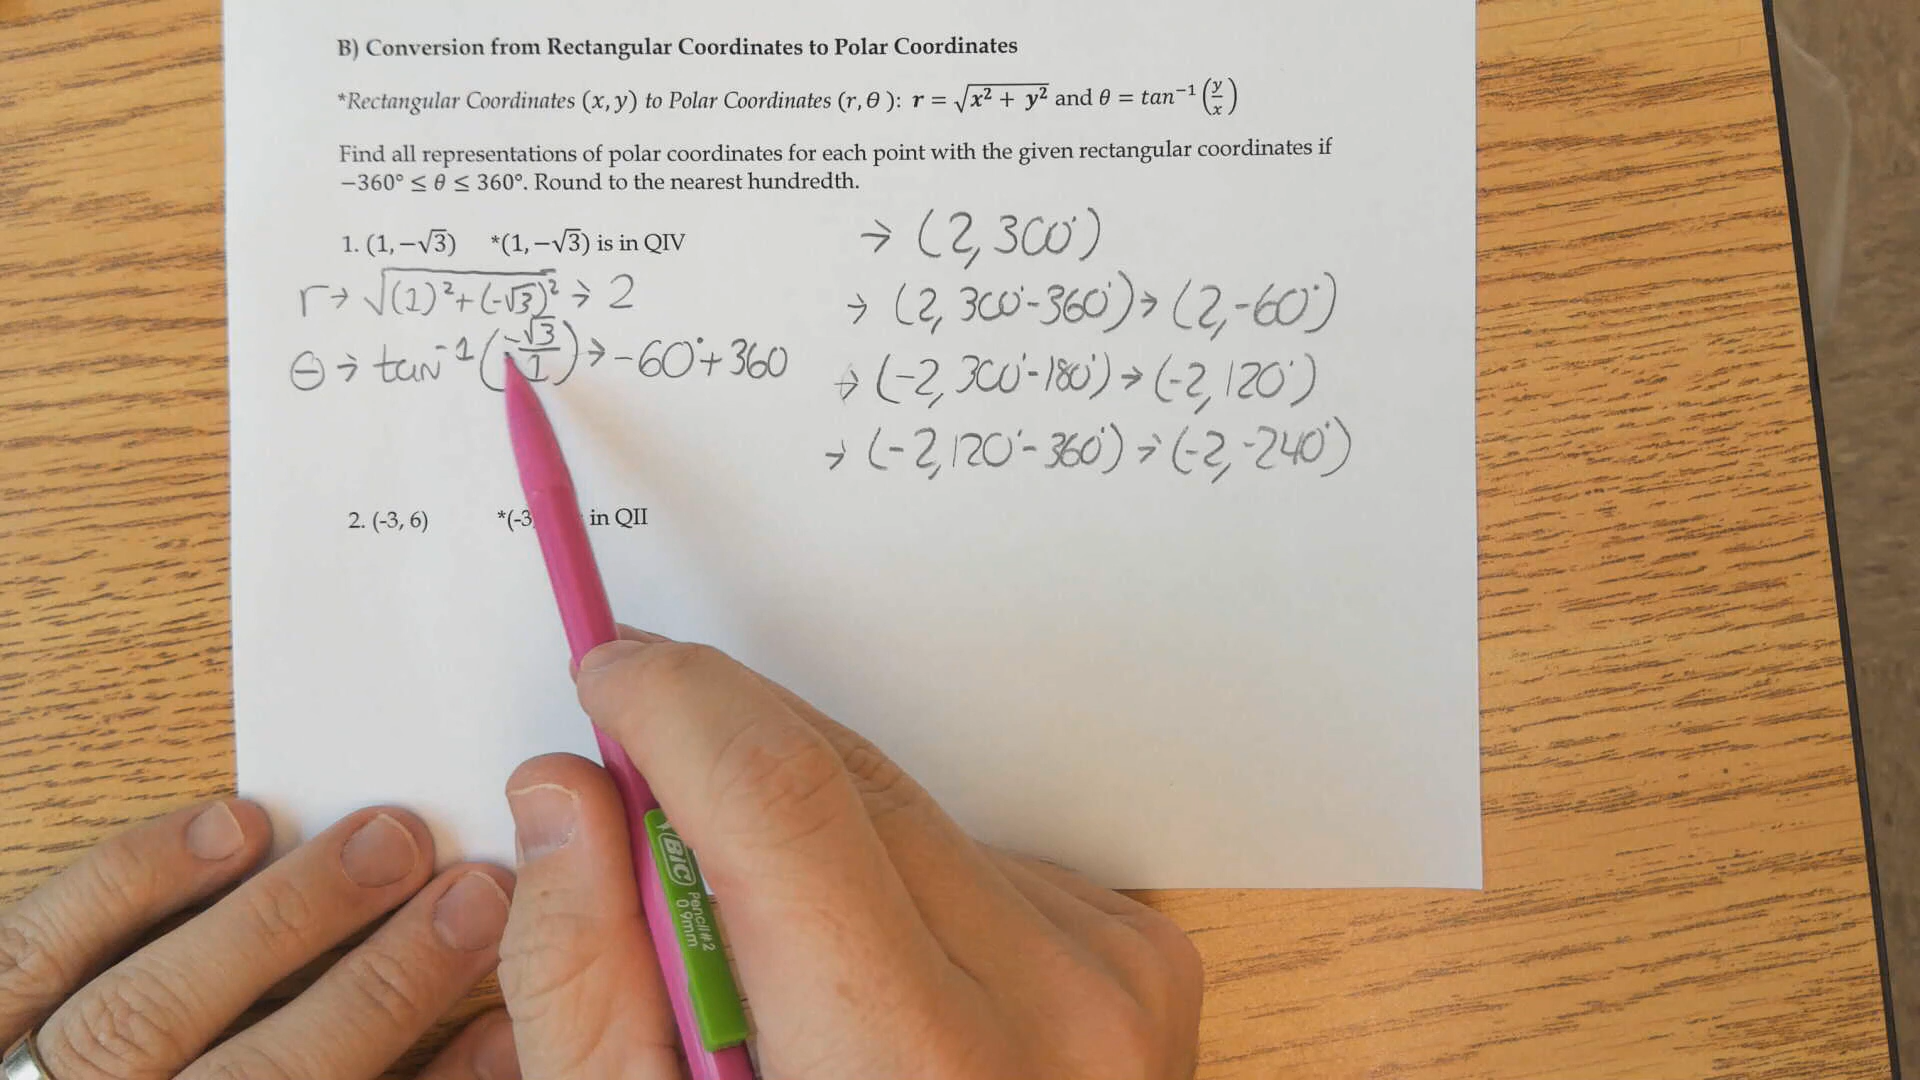 B) Conversion from Rectangular Coordinates to Polar Coordinates
*Rectangular Coordinates (x, y) to Polar Coordinates (r, θ ): r = √x² + y² and θ = tan⁻¹ (y/x)
Find all representations of polar coordinates for each point with the given rectangular coordinates if
−360° ≤ θ ≤ 360°. Round to the nearest hundredth.
1. (1, −√3) *(1, −√3) is in QIV
r → √(1)² + (-√3)² → 2
θ → tan⁻¹ (-√3/1) → -60° + 360
→ (2, 300°)
→ (2, 300° - 360°) → (2, -60°)
→ (-2, 300° - 180°) → (-2, 120°)
→ (-2, 120° - 360°) → (-2, -240°)
2. (-3, 6) *(-3, in QII
BIC
Pencil #2
0.9mm